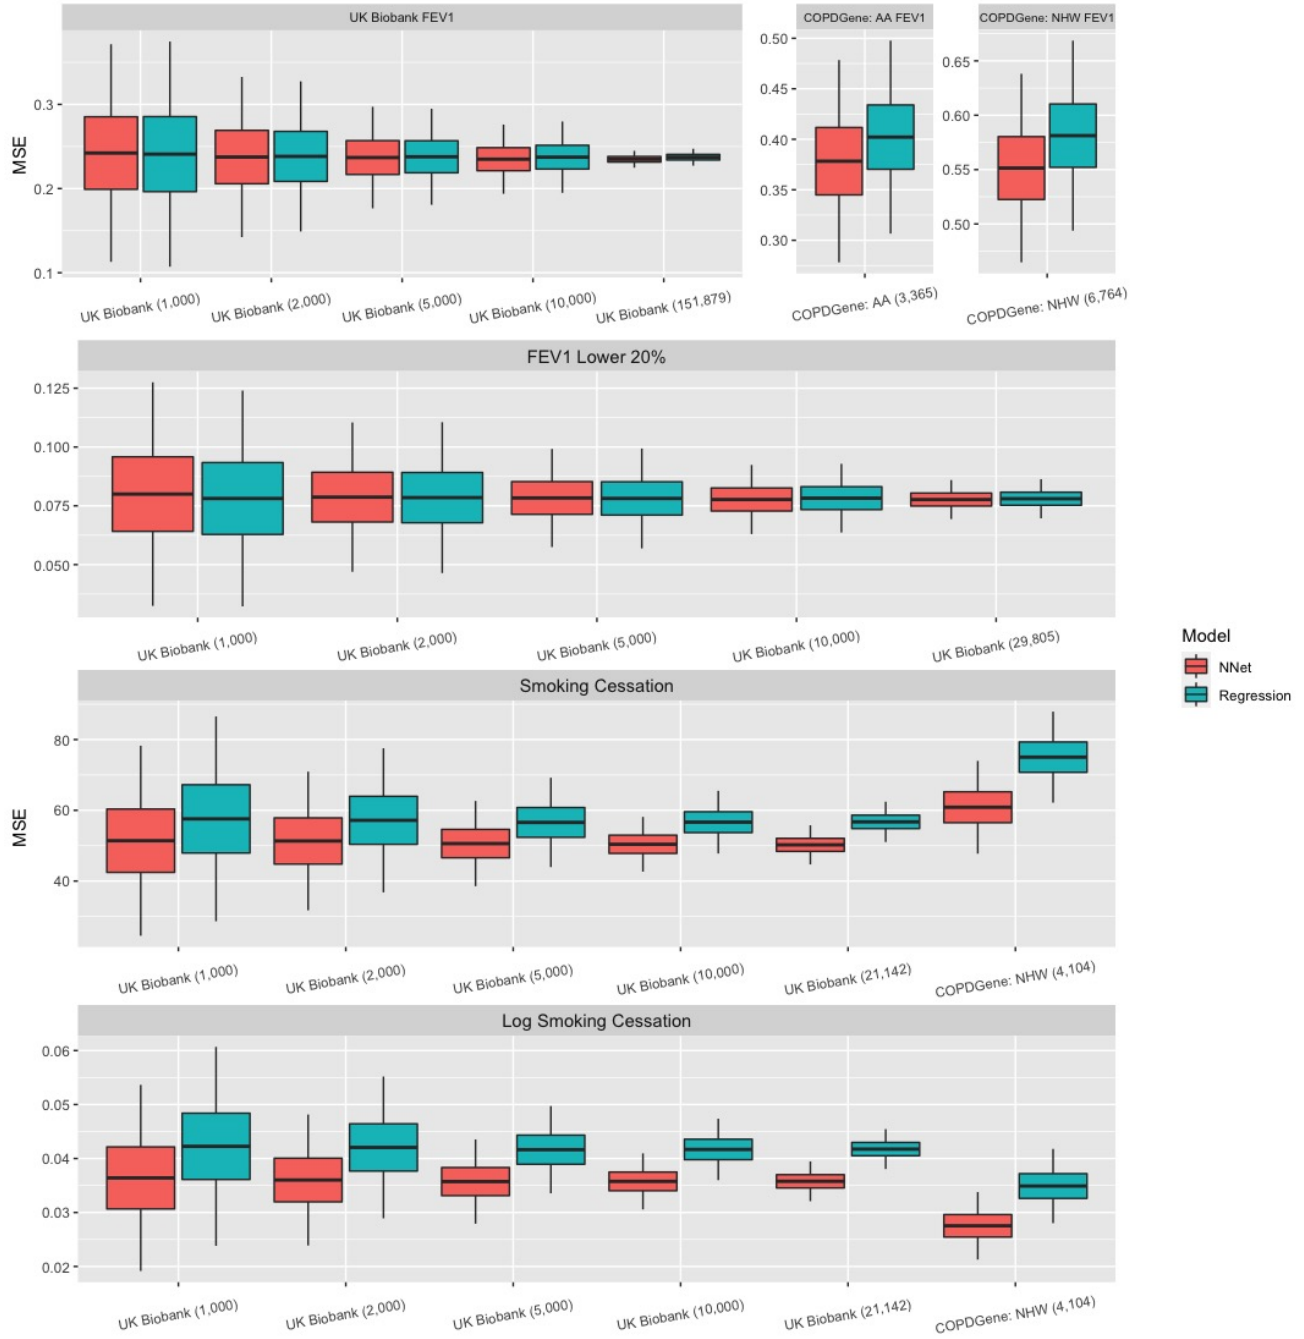 UK Biobank FEV1
COPDGene: AA FEV1
COPDGene: NHW FEV1
MSE
0.3
0.2
0.1
0.50
0.45
0.40
0.35
0.30
0.65
0.60
0.55
0.50
UK Biobank (1,000)
UK Biobank (2,000)
UK Biobank (5,000)
UK Biobank (10,000)
UK Biobank (151,879)
COPDGene: AA (3,365)
COPDGene: NHW (6,764)
FEV1 Lower 20%
0.125
0.100
0.075
0.050
UK Biobank (1,000)
UK Biobank (2,000)
UK Biobank (5,000)
UK Biobank (10,000)
UK Biobank (29,805)
Model
NNet
Regression
Smoking Cessation
MSE
80
60
40
UK Biobank (1,000)
UK Biobank (2,000)
UK Biobank (5,000)
UK Biobank (10,000)
UK Biobank (21,142)
COPDGene: NHW (4,104)
Log Smoking Cessation
0.06
0.05
0.04
0.03
0.02
UK Biobank (1,000)
UK Biobank (2,000)
UK Biobank (5,000)
UK Biobank (10,000)
UK Biobank (21,142)
COPDGene: NHW (4,104)